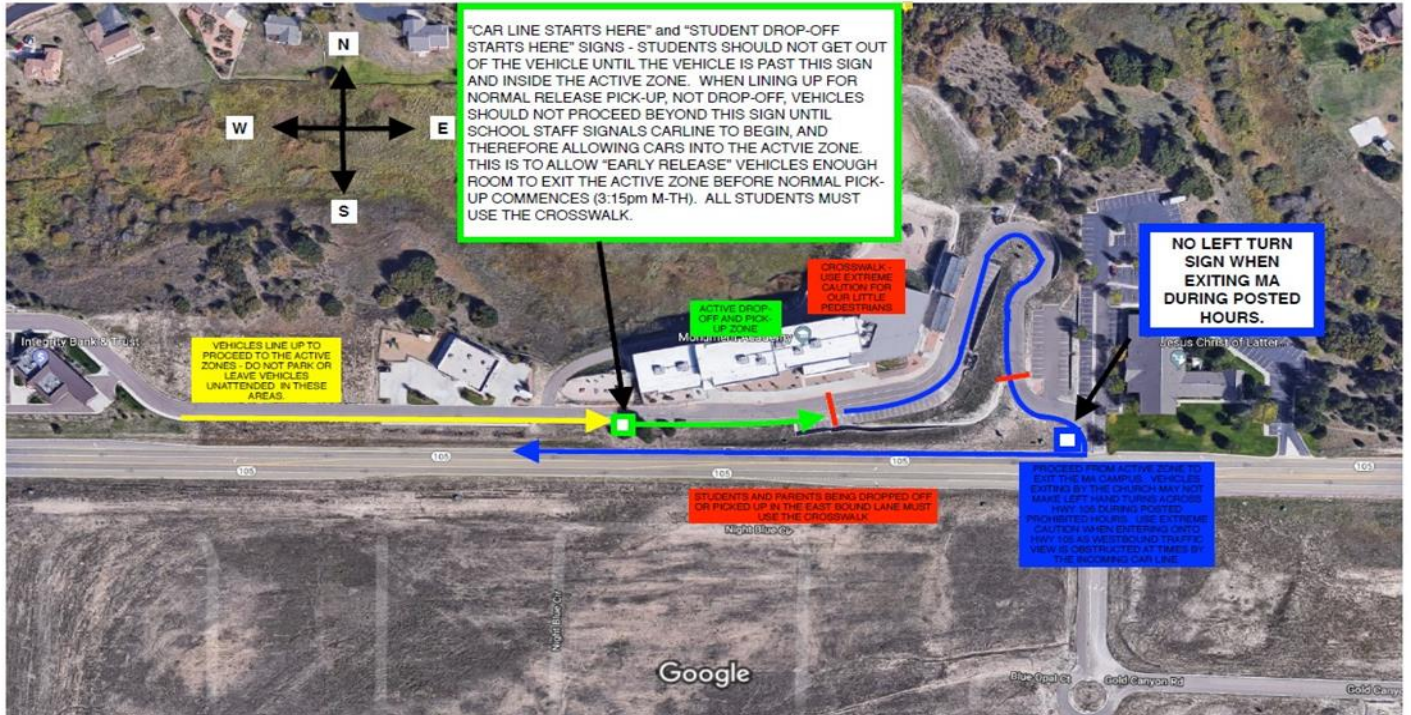 "CAR LINE STARTS HERE" and "STUDENT DROP-OFF
STARTS HERE" SIGNS - STUDENTS SHOULD NOT GET OUT
OF THE VEHICLE UNTIL THE VEHICLE IS PAST THIS SIGN
AND INSIDE THE ACTIVE ZONE. WHEN LINING UP FOR
NORMAL RELEASE PICK-UP, NOT DROP-OFF, VEHICLES
SHOULD NOT PROCEED BEYOND THIS SIGN UNTIL
SCHOOL STAFF SIGNALS CARLINE TO BEGIN, AND
THEREFORE ALLOWING CARS INTO THE ACTVIE ZONE.
THIS IS TO ALLOW "EARLY RELEASE" VEHICLES ENOUGH
ROOM TO EXIT THE ACTIVE ZONE BEFORE NORMAL PICK-
UP COMMENCES (3:15pm M-TH). ALL STUDENTS MUST
USE THE CROSSWALK.
N
W
E
S
NO LEFT TURN
SIGN WHEN
EXITING MA
DURING POSTED
HOURS.
CROSSWALK -
USE EXTREME
CAUTION FOR
OUR LITTLE
PEDESTRIANS
ACTIVE DROP-
OFF AND PICK-
UP ZONE
Integrity Bank & Trust
VEHICLES LINE UP TO
PROCEED TO THE ACTIVE
ZONES - DO NOT PARK OR
LEAVE VEHICLES
UNATTENDED IN THESE
AREAS.
Jesus Christ of Latter...
105
105
105
105
105
STUDENTS AND PARENTS BEING DROPPED OFF
OR PICKED UP IN THE EAST BOUND LANE MUST
USE THE CROSSWALK
PROCEED FROM ACTIVE ZONE TO
EXIT THE MA CAMPUS. VEHICLES
EXITING BY THE CHURCH MAY NOT
MAKE LEFT HAND TURNS ACROSS
HWY 105 DURING POSTED
PROHIBITED HOURS. USE EXTREME
CAUTION WHEN ENTERING ONTO
HWY 105 AS WESTBOUND TRAFFIC
VIEW IS OBSTRUCTED AT TIMES BY
THE INCOMING CAR LINE
Night Blue Cir
Night Blue Ct
Google
Blue Opal Ct
Gold Canyon Rd